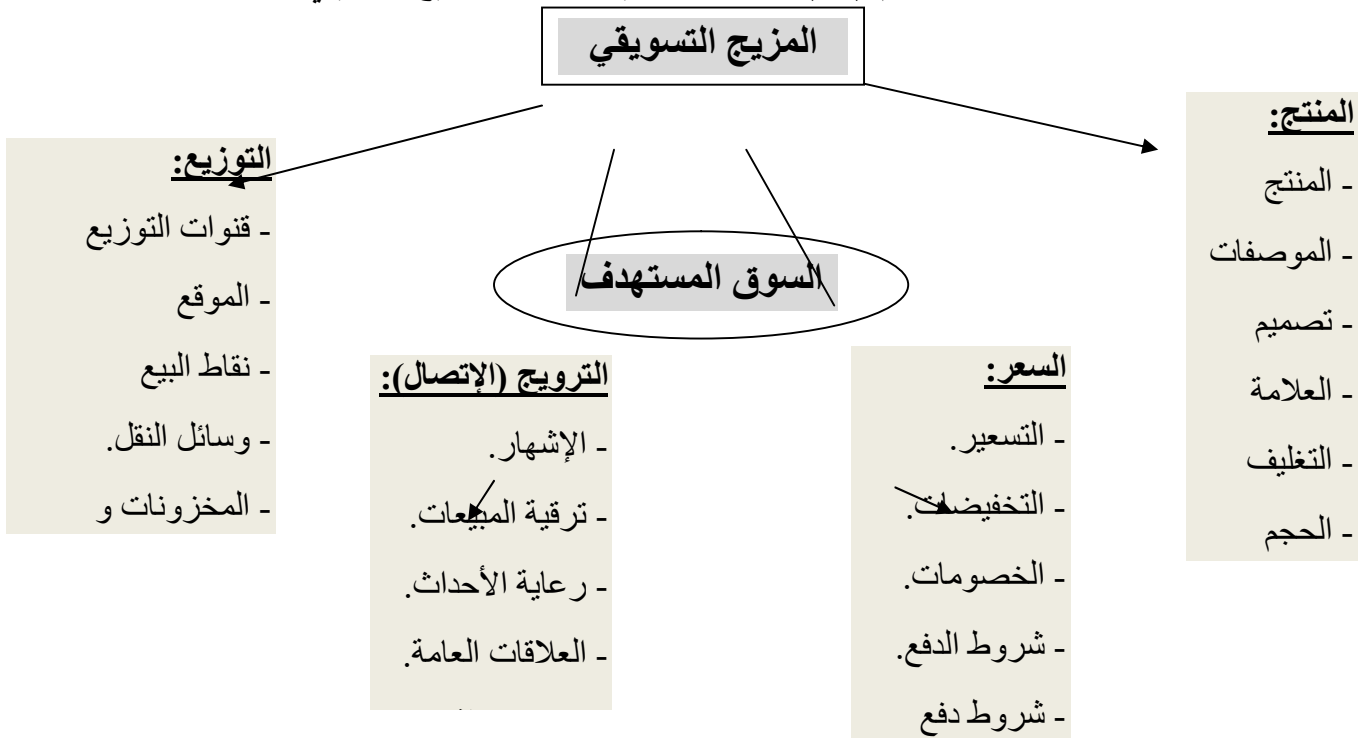 المزيج التسويقي
المنتج:
- المنتج
- الموصفات
- تصميم
- العلامة
- التغليف
- الحجم
السوق المستهدف
السعر:
- التسعير.
- التخفيضات.
- الخصومات.
- شروط الدفع.
- شروط دفع
الترويج (الإتصال):
- الإشهار.
- ترقية المبيعات.
- رعاية الأحداث.
- العلاقات العامة.
التوزيع:
- قنوات التوزيع
- الموقع
- نقاط البيع
- وسائل النقل.
- المخزونات و